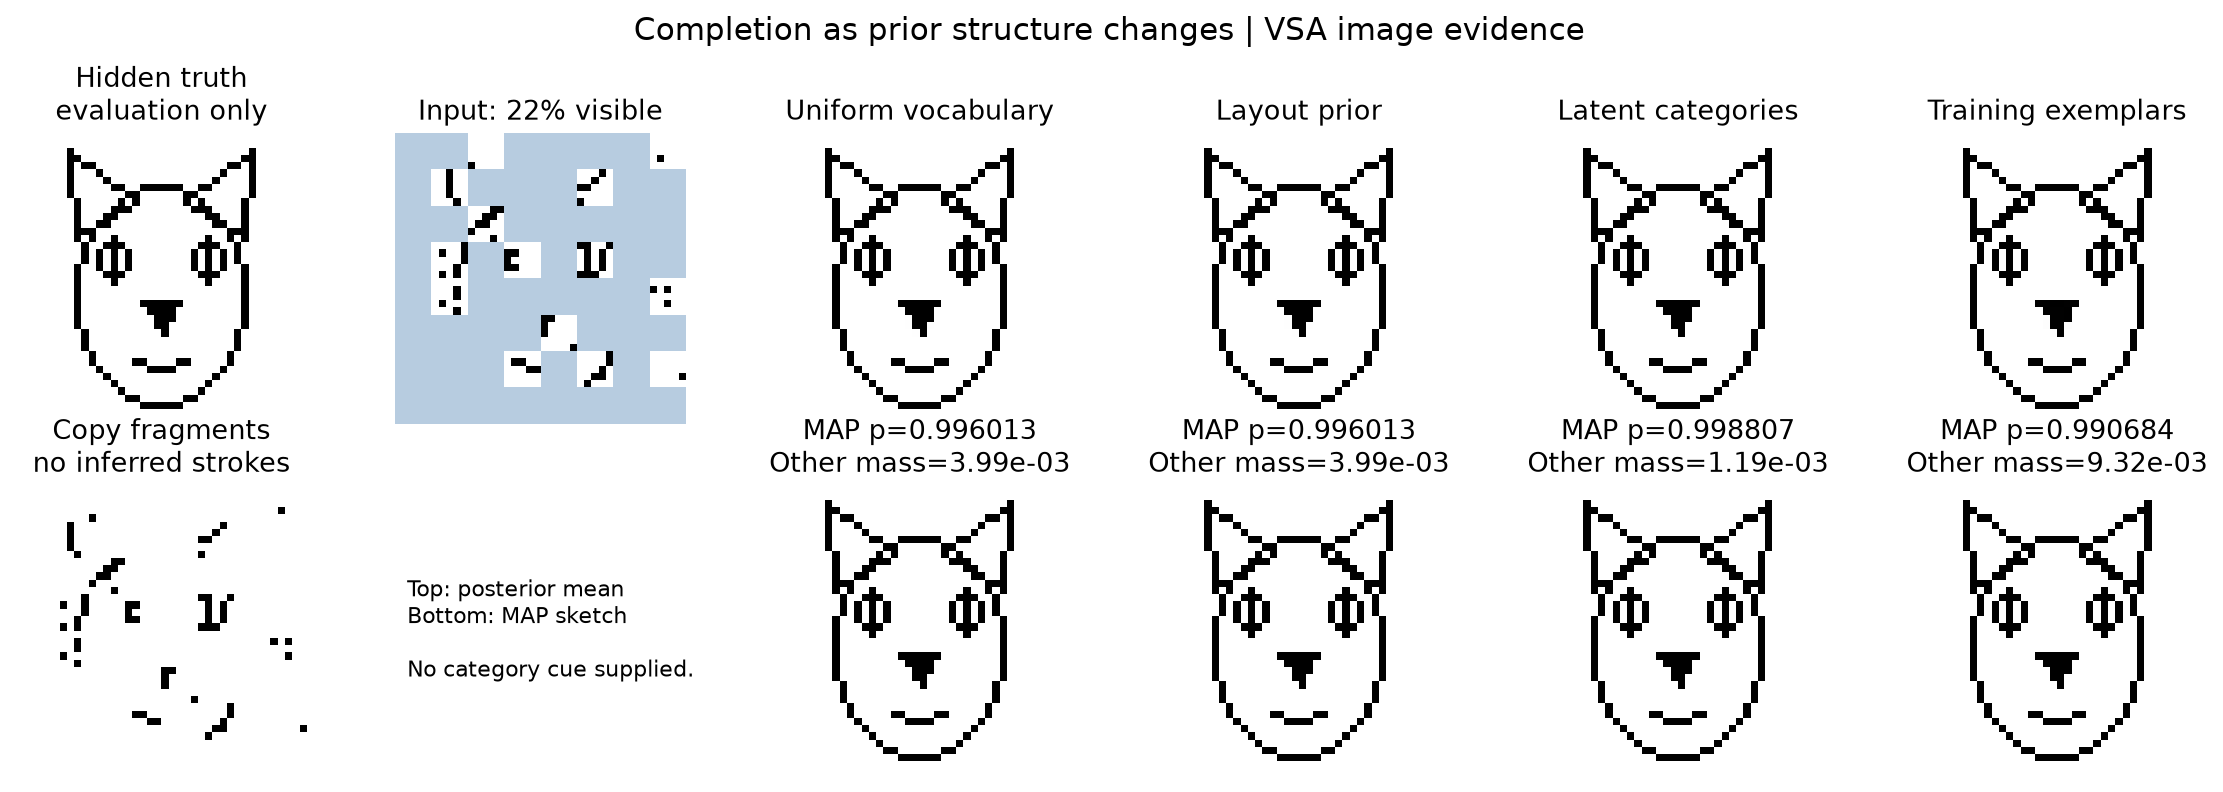 Completion as prior structure changes | VSA image evidence
Hidden truth
evaluation only
Input: 22% visible
Uniform vocabulary
Layout prior
Latent categories
Training exemplars
Copy fragments
no inferred strokes
MAP p=0.996013
Other mass=3.99e-03
MAP p=0.996013
Other mass=3.99e-03
MAP p=0.998807
Other mass=1.19e-03
MAP p=0.990684
Other mass=9.32e-03
Top: posterior mean
Bottom: MAP sketch
No category cue supplied.